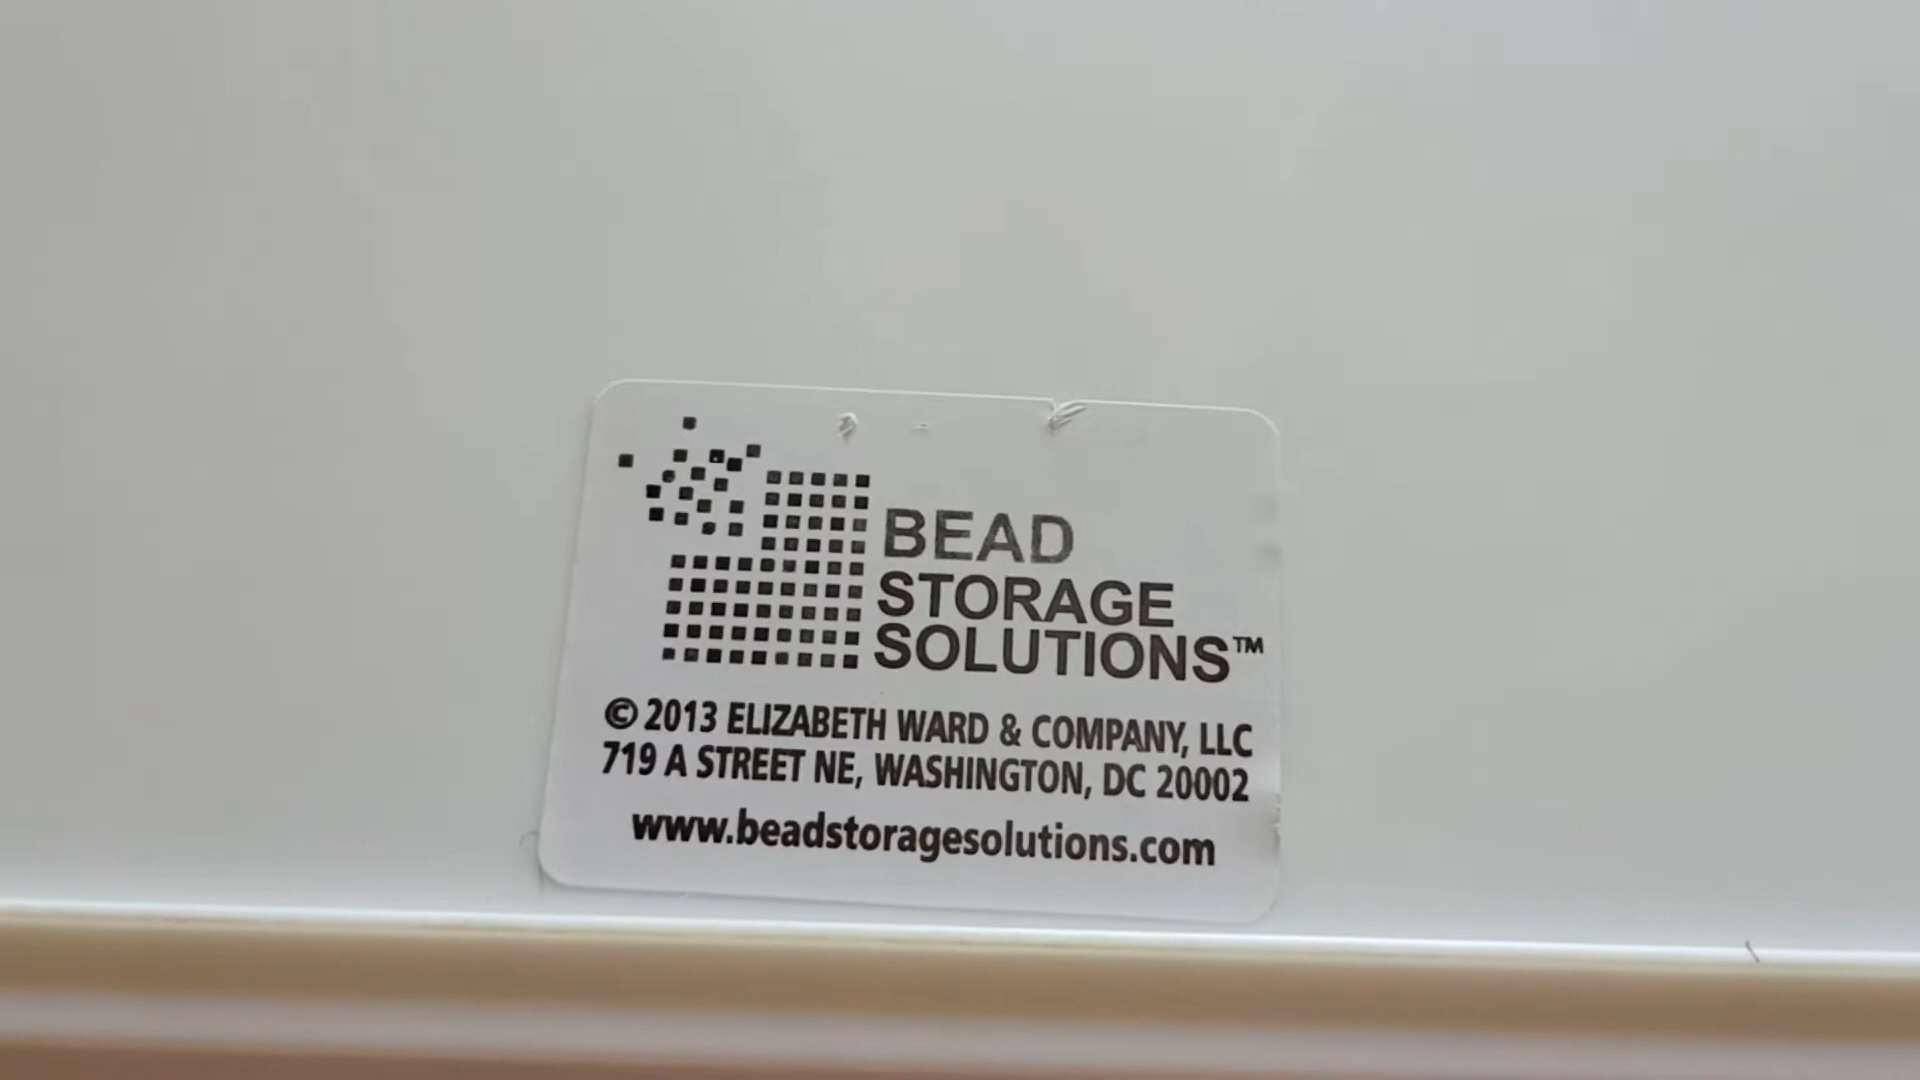 BEAD
STORAGE
SOLUTIONS™
© 2013 ELIZABETH WARD & COMPANY, LLC
719 A STREET NE, WASHINGTON, DC 20002
www.beadstoragesolutions.com